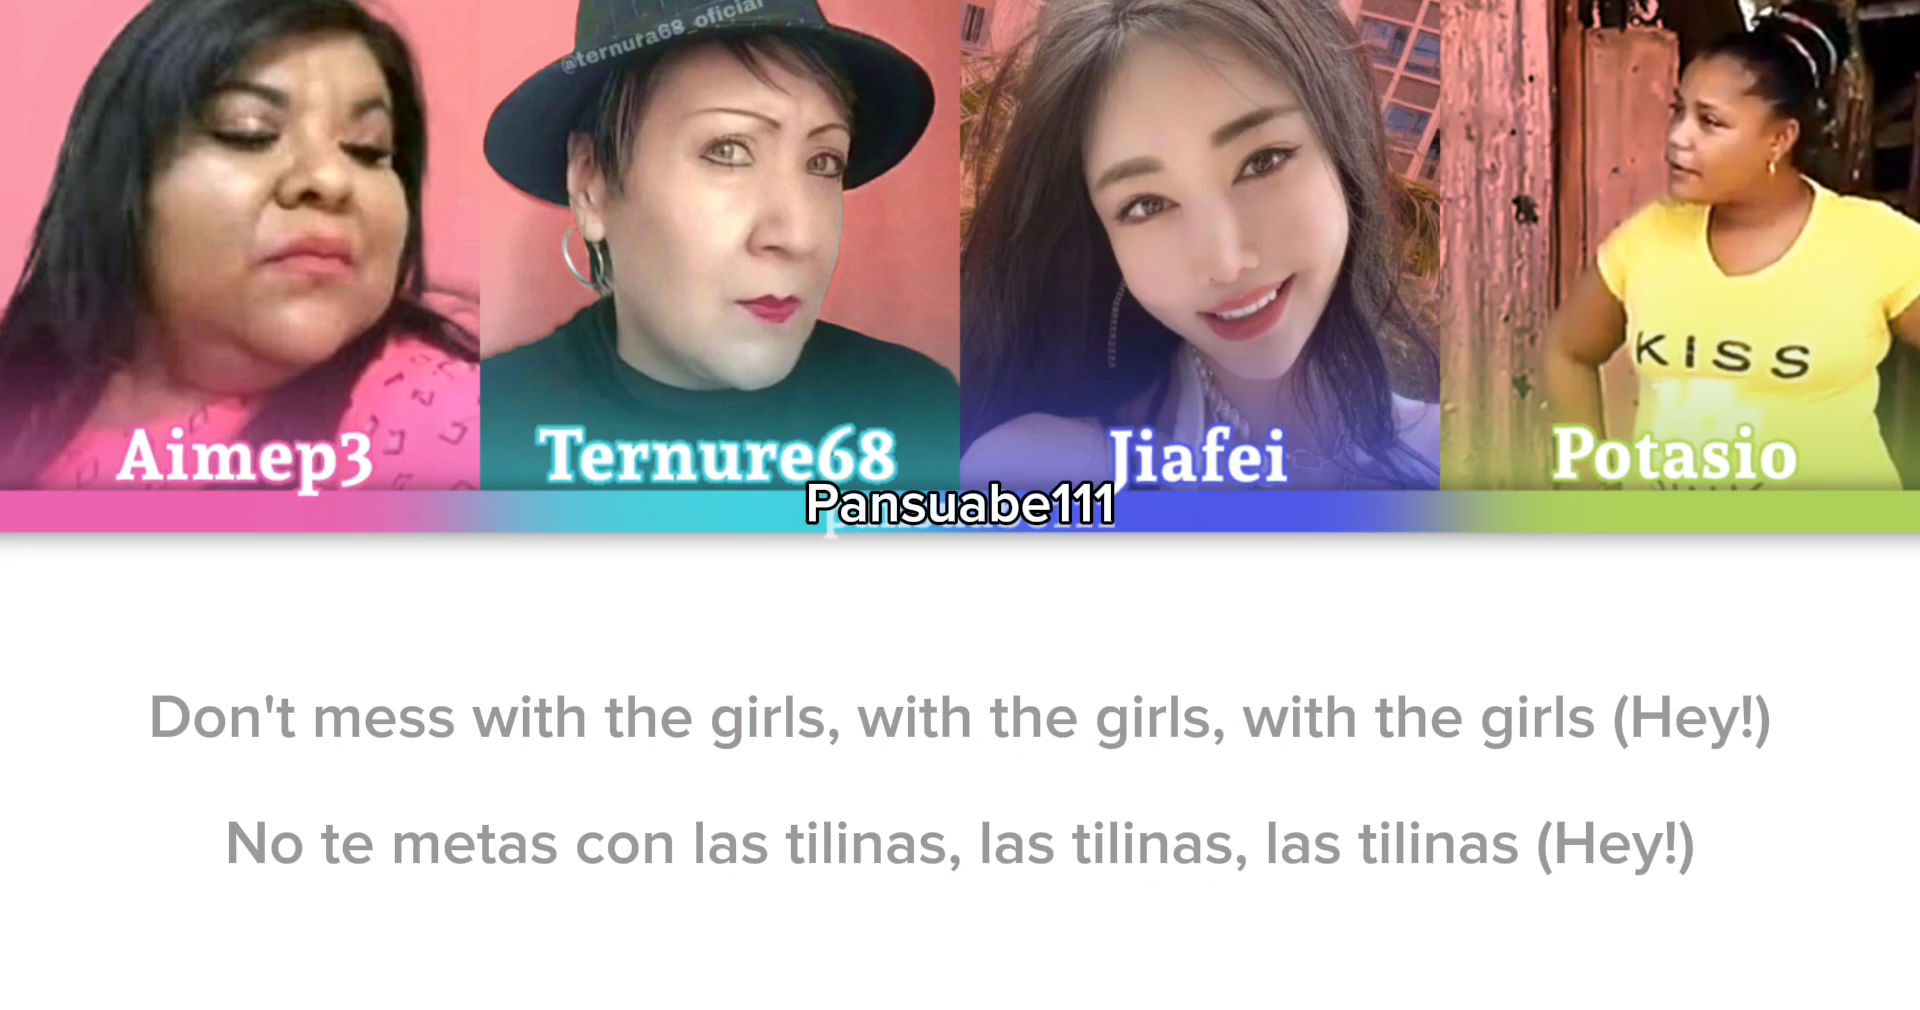 @ternura68_oficial
KISS
Aimep3
Ternure68
Jiafei
Potasio
Pansuabe111
Don't mess with the girls, with the girls, with the girls (Hey!)
No te metas con las tilinas, las tilinas, las tilinas (Hey!)